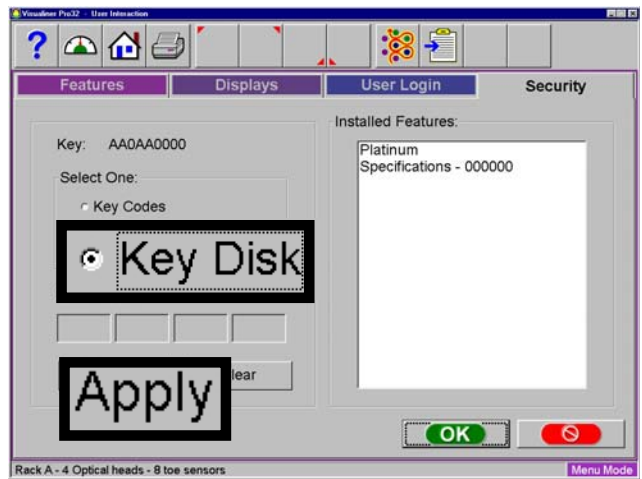 Visualiner Pro32 - User Interaction
?
Features Displays User Login Security
Key: AA0AA0000
Select One:
Key Codes
Key Disk
Apply
lear
Installed Features:
Platinum
Specifications - 000000
OK
Rack A - 4 Optical heads - 8 toe sensors
Menu Mode